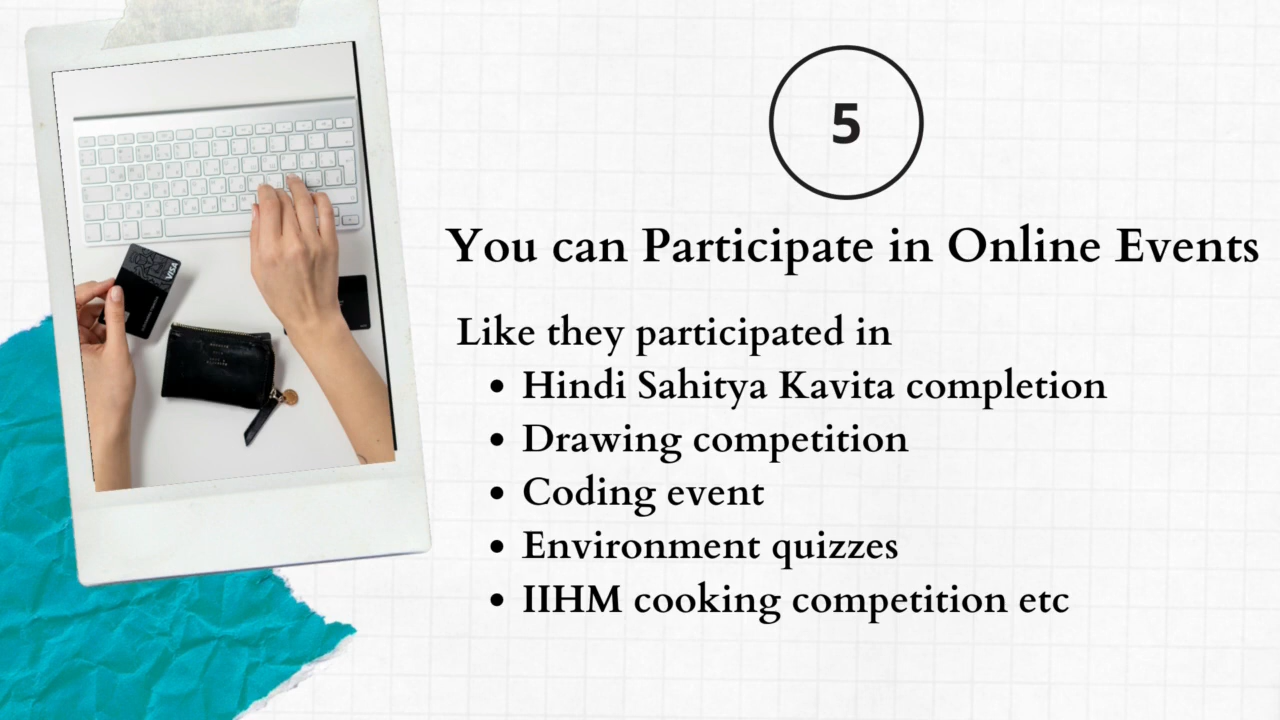 5
You can Participate in Online Events
Like they participated in
• Hindi Sahitya Kavita completion
• Drawing competition
• Coding event
• Environment quizzes
• IIHM cooking competition etc
VISA